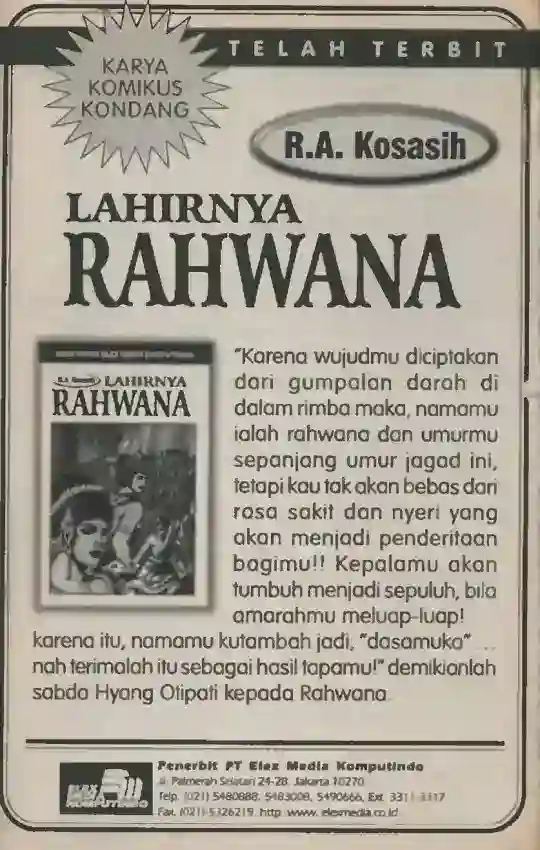 TELAH TERBIT
KARYA
KOMIKUS
KONDANG
R.A. Kosasih
LAHIRNYA
RAHWANA
R.A. Kosasih LAHIRNYA
RAHWANA
"Karena wujudmu diciptakan
dari gumpalan darah di
dalam rimba maka, namamu
ialah rahwana dan umurmu
sepanjang umur jagad ini,
tetapi kau tak akan bebas dari
rasa sakit dan nyeri yang
akan menjadi penderitaan
bagimu!! Kepalamu akan
tumbuh menjadi sepuluh, bila
amarahmu meluap-luap!
karena itu, namamu kutambah jadi, "dasamuka" ...
nah terimalah itu sebagai hasil tapamu!" demikianlah
sabda Hyang Otipati kepada Rahwana.
ELEX
MEDIA
KOMPUTINDO
Penerbit PT Elex Media Komputindo
Jl. Palmerah Selatan 24-28. Jakarta 10270
Telp. (021) 5480888, 5483008, 5490666, Ext. 3311-3317
Fax. (021)-5326219, http. www. elexmedia.co.id